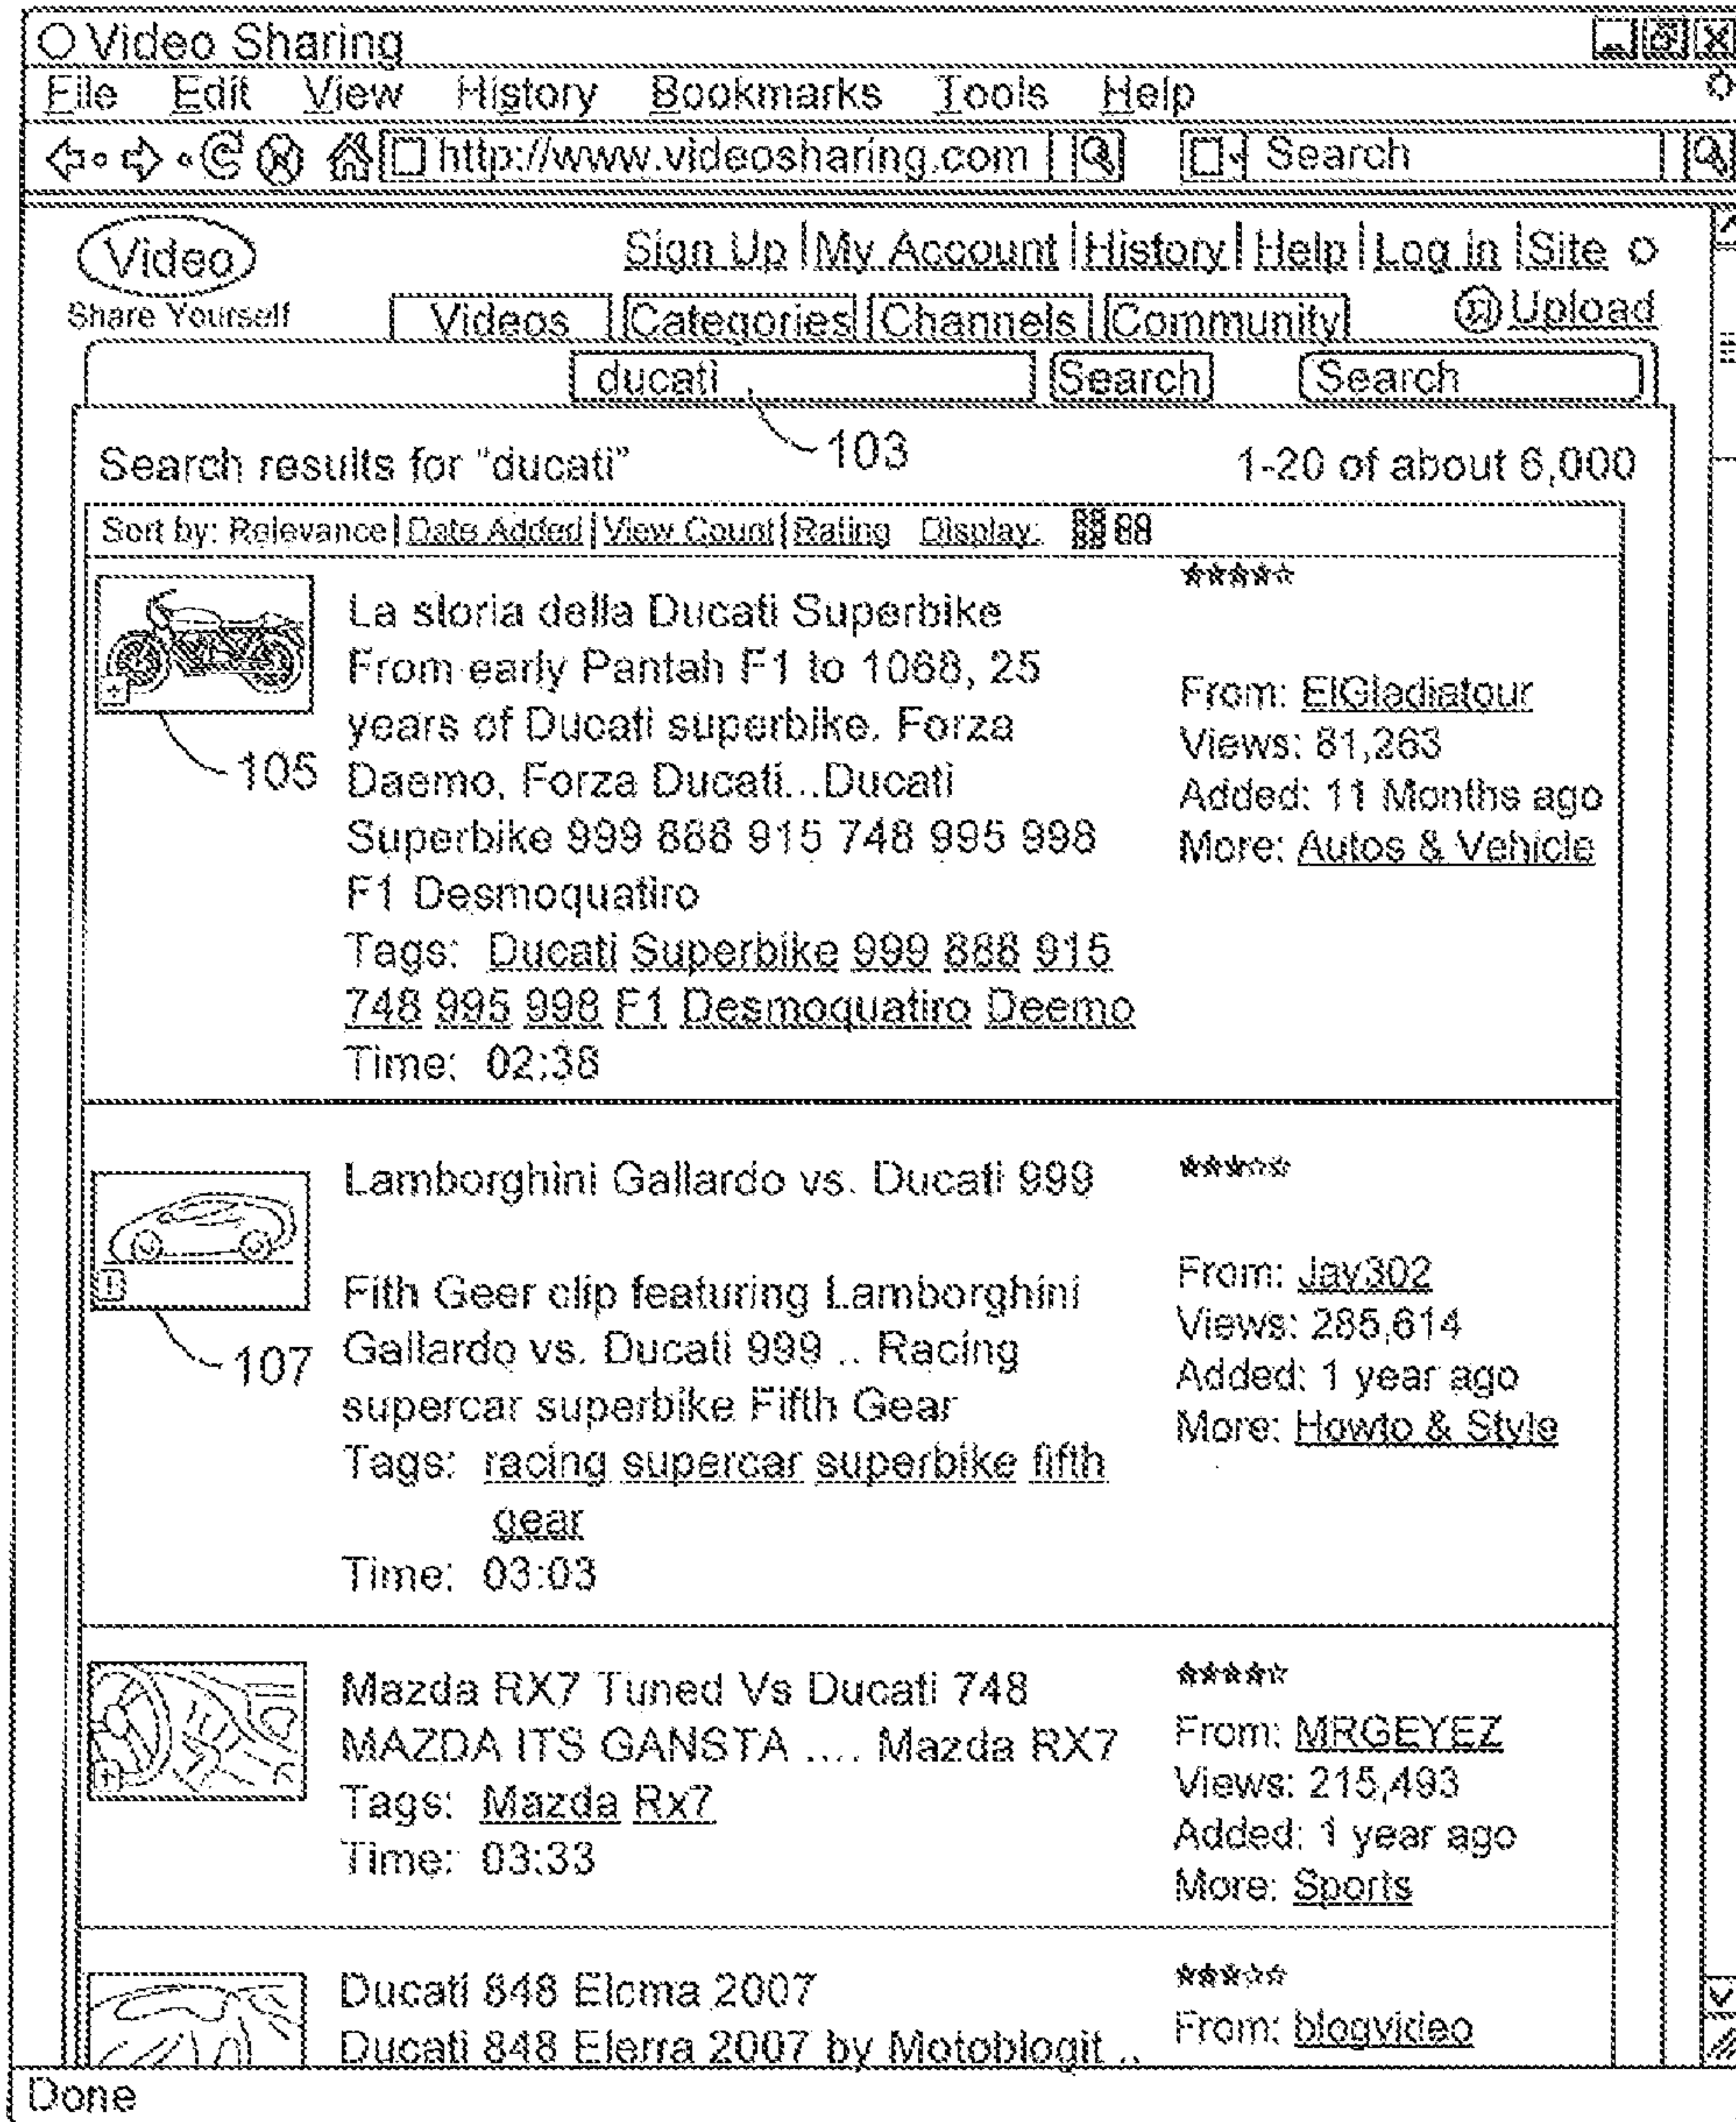 Video Sharing
File Edit View History Bookmarks Tools Help
http://www.videosharing.com Search
Video
Share Yourself
Sign Up | My Account | History | Help | Log in | Site
Videos Categories Channels Community Upload
ducati Search Search
103
Search results for "ducati" 1-20 of about 6,000
Sort by: Relevance | Date Added | View Count | Rating Display:
La storia della Ducati Superbike
From early Pantah F1 to 1068, 25
years of Ducati superbike. Forza
Daemo, Forza Ducati...Ducati
Superbike 999 888 915 748 995 998
F1 Desmoquatiro
Tags: Ducati Superbike 999 888 915
748 995 998 F1 Desmoquatiro Deemo
Time: 02:38
105
From: ElGladiatour
Views: 81,263
Added: 11 Months ago
More: Autos & Vehicle
Lamborghini Gallardo vs. Ducati 999
Fith Geer clip featuring Lamborghini
Gallardo vs. Ducati 999 .. Racing
supercar superbike Fifth Gear
Tags: racing supercar superbike fifth
gear
Time: 03:03
107
From: Jay302
Views: 285,614
Added: 1 year ago
More: Howto & Style
Mazda RX7 Tuned Vs Ducati 748
MAZDA ITS GANSTA .... Mazda RX7
Tags: Mazda Rx7
Time: 03:33
From: MRGEYEZ
Views: 215,493
Added: 1 year ago
More: Sports
Ducati 848 Eicma 2007
Ducati 848 Eierra 2007 by Motoblogit ..
From: blogvideo
Done